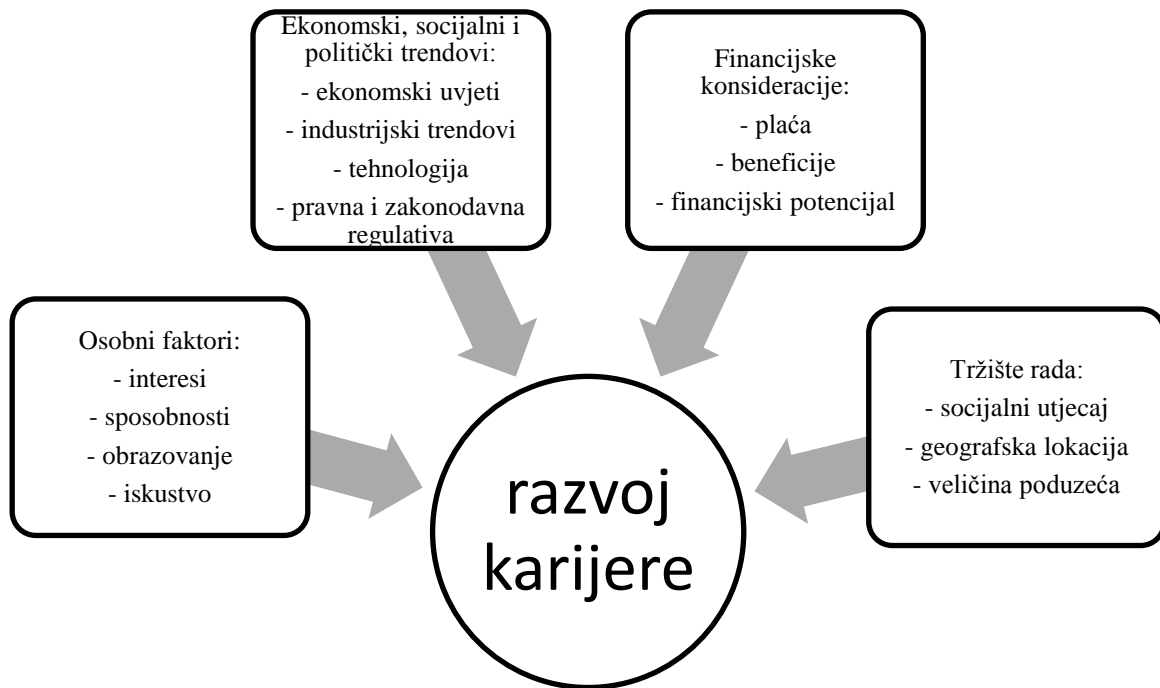 Ekonomski, socijalni i
politički trendovi:
- ekonomski uvjeti
- industrijski trendovi
- tehnologija
- pravna i zakonodavna
regulativa
Financijske
konsideracije:
- plaća
- beneficije
- financijski potencijal
Osobni faktori:
- interesi
- sposobnosti
- obrazovanje
- iskustvo
Tržište rada:
- socijalni utjecaj
- geografska lokacija
- veličina poduzeća
razvoj
karijere